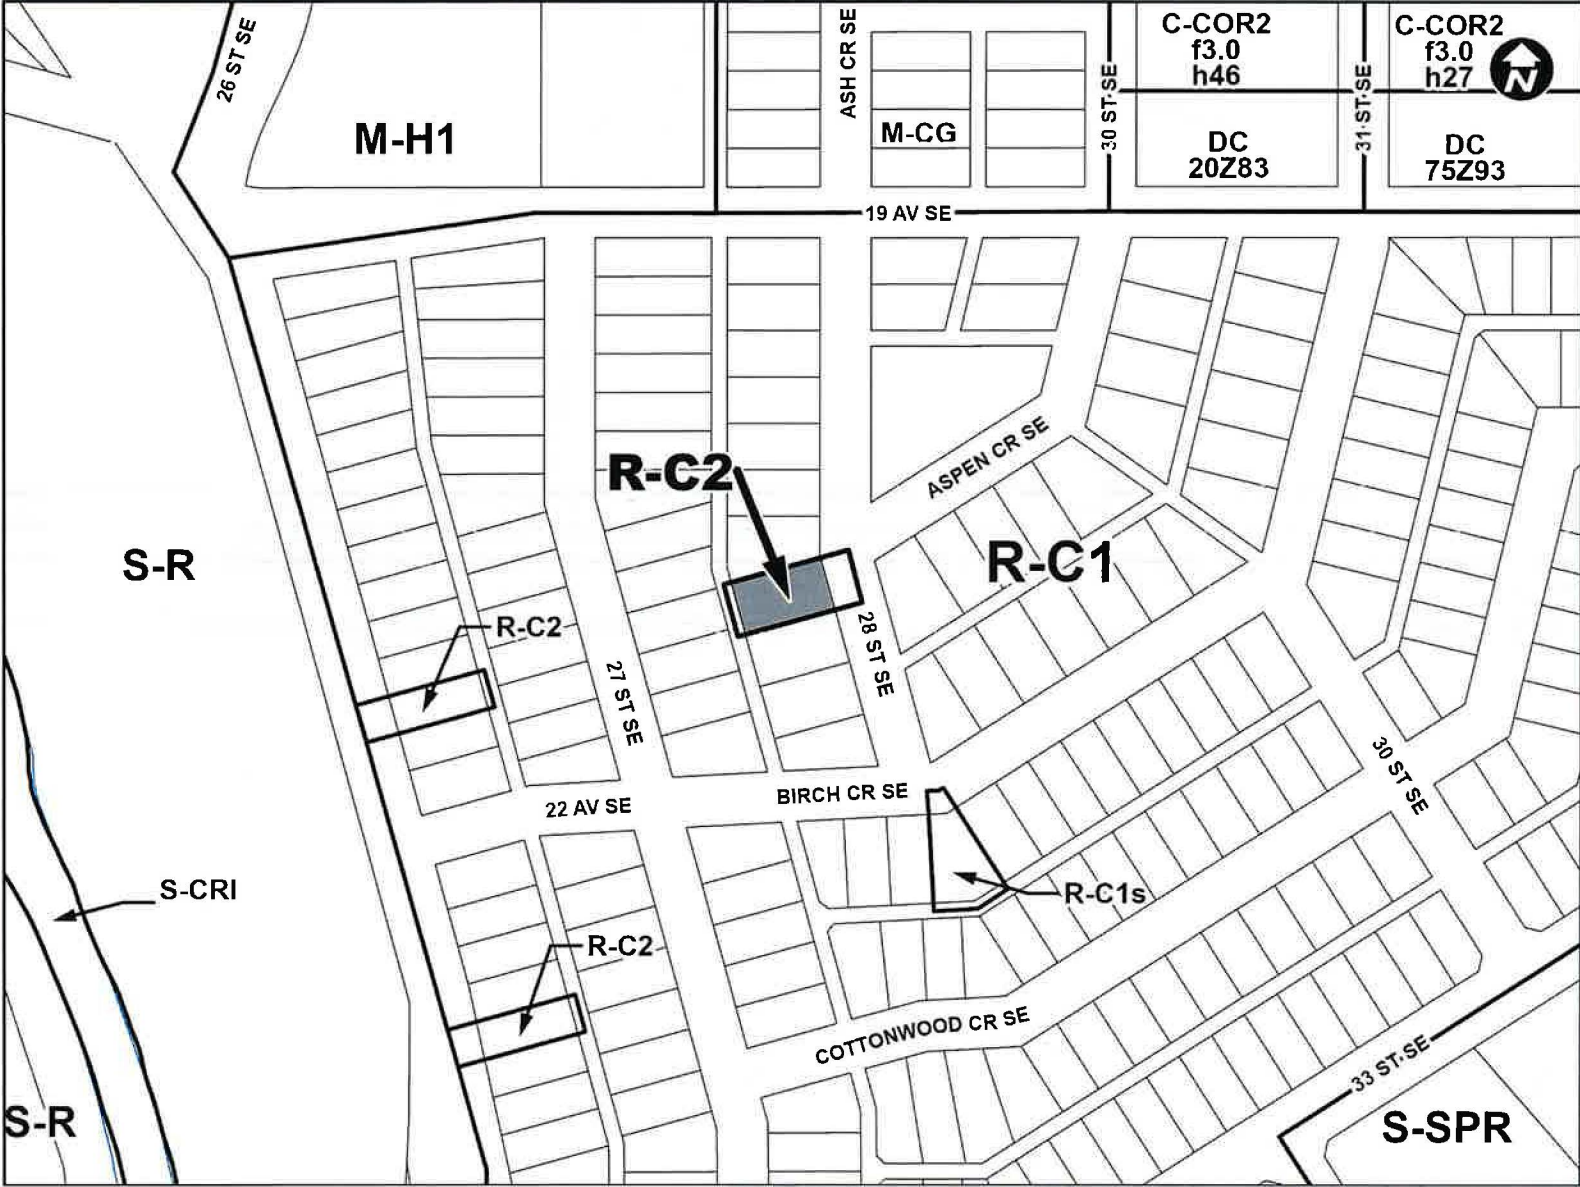 26 ST SE
ASH CR SE
30 ST SE
31 ST SE
C-COR2
f3.0
h46
C-COR2
f3.0
h27
N
M-H1
M-CG
DC
20Z83
DC
75Z93
19 AV SE
ASPEN CR SE
R-C2
S-R
R-C1
R-C2
28 ST SE
27 ST SE
30 ST SE
22 AV SE
BIRCH CR SE
S-CRI
R-C1s
R-C2
COTTONWOOD CR SE
33 ST SE
S-R
S-SPR